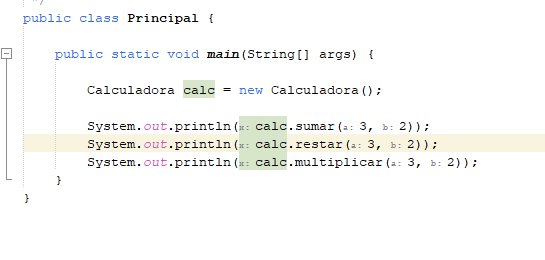 */
public class Principal {
public static void main(String[] args) {
Calculadora calc = new Calculadora();
System.out.println(x: calc.sumar(a: 3, b: 2));
System.out.println(x: calc.restar(a: 3, b: 2));
System.out.println(x: calc.multiplicar(a: 3, b: 2));
}
}